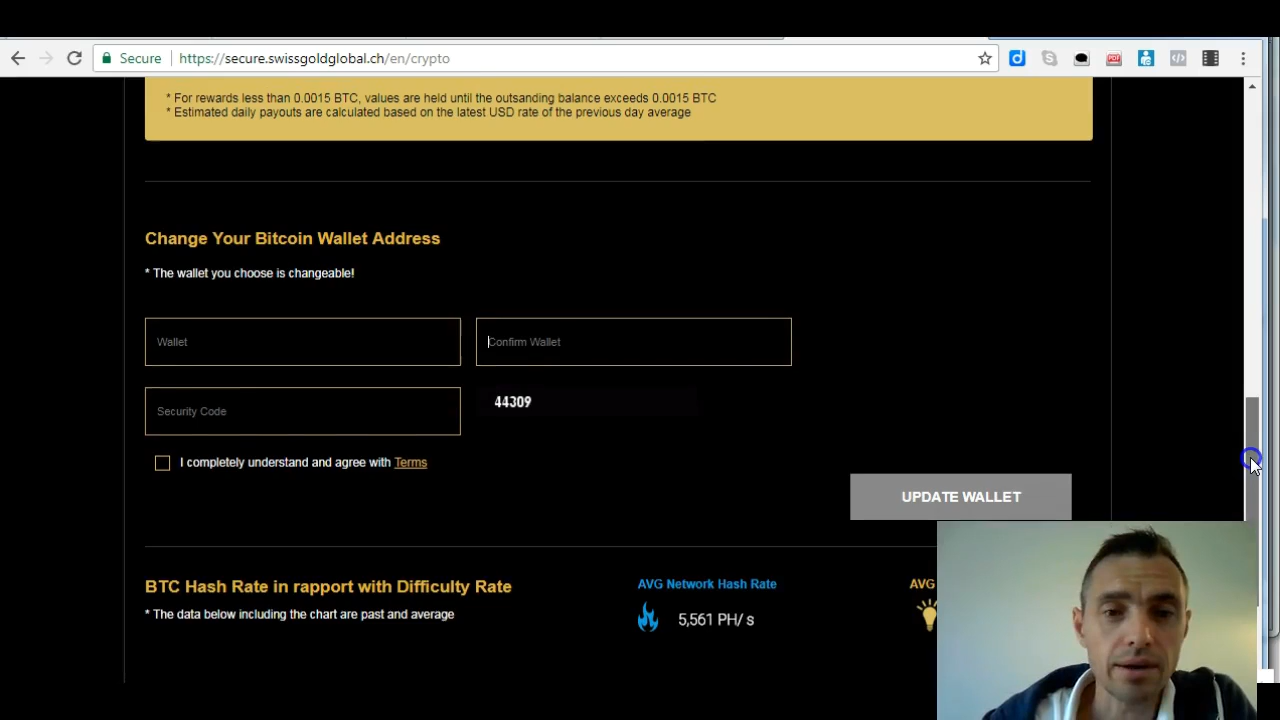 Secure
https://secure.swissgoldglobal.ch/en/crypto
* For rewards less than 0.0015 BTC, values are held until the outsanding balance exceeds 0.0015 BTC
* Estimated daily payouts are calculated based on the latest USD rate of the previous day average
Change Your Bitcoin Wallet Address
* The wallet you choose is changeable!
Wallet
Confirm Wallet
Security Code
44309
I completely understand and agree with Terms
UPDATE WALLET
BTC Hash Rate in rapport with Difficulty Rate
AVG Network Hash Rate
AVG
* The data below including the chart are past and average
5,561 PH/ s